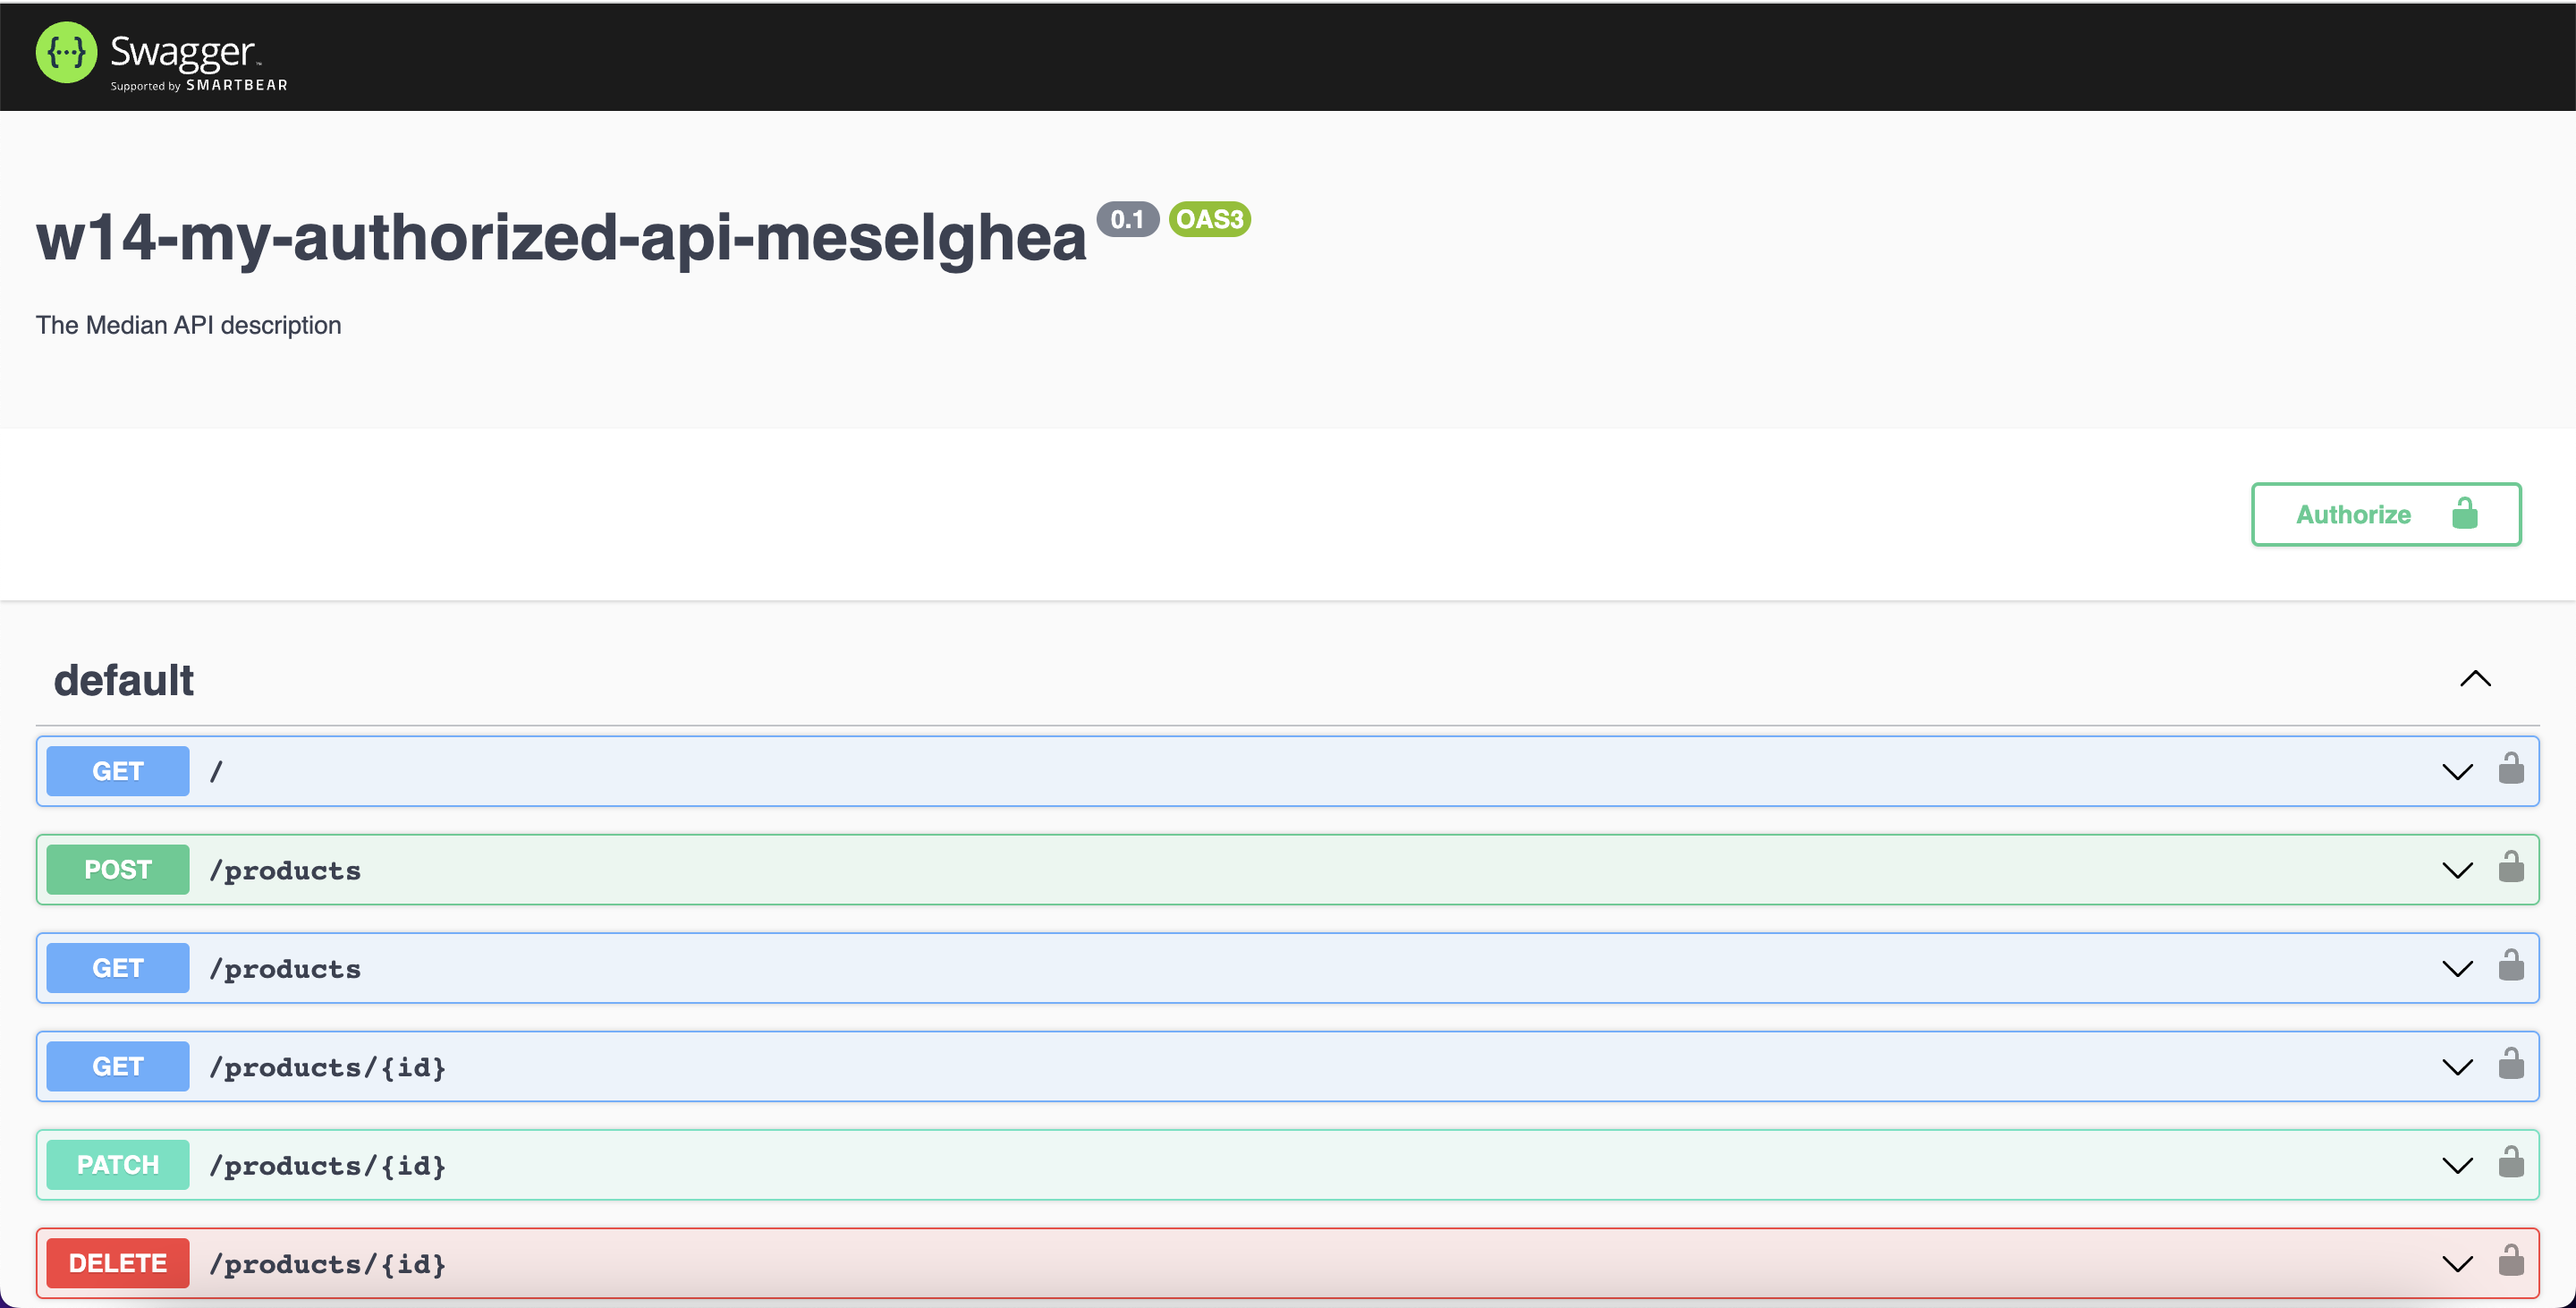 {···} Swagger™
Supported by SMARTBEAR
w14-my-authorized-api-meselghea 0.1 OAS3
The Median API description
Authorize
default
GET /
POST /products
GET /products
GET /products/{id}
PATCH /products/{id}
DELETE /products/{id}